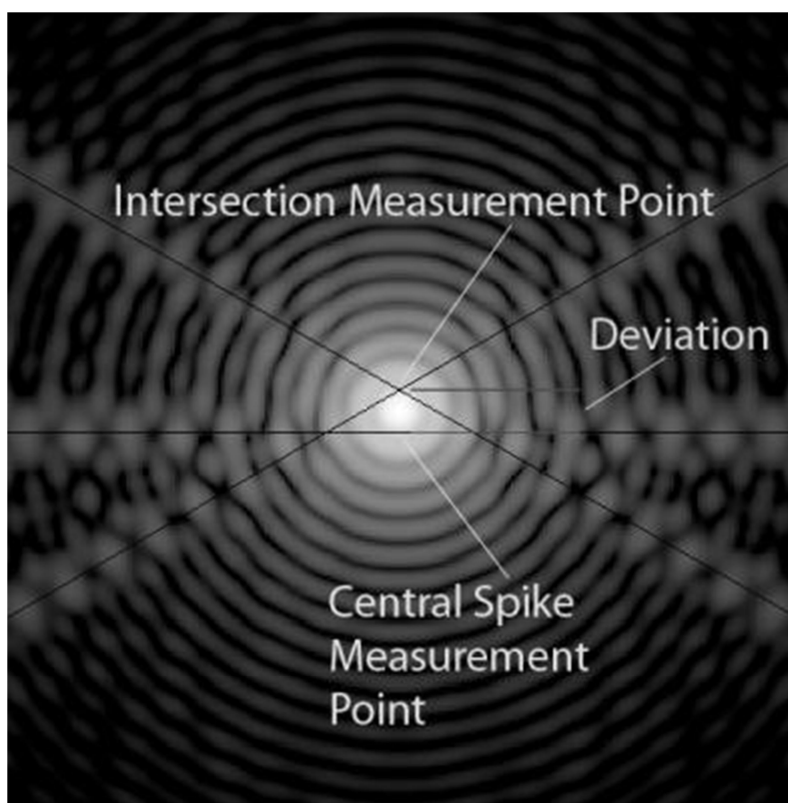 Intersection Measurement Point
Deviation
Central Spike
Measurement
Point